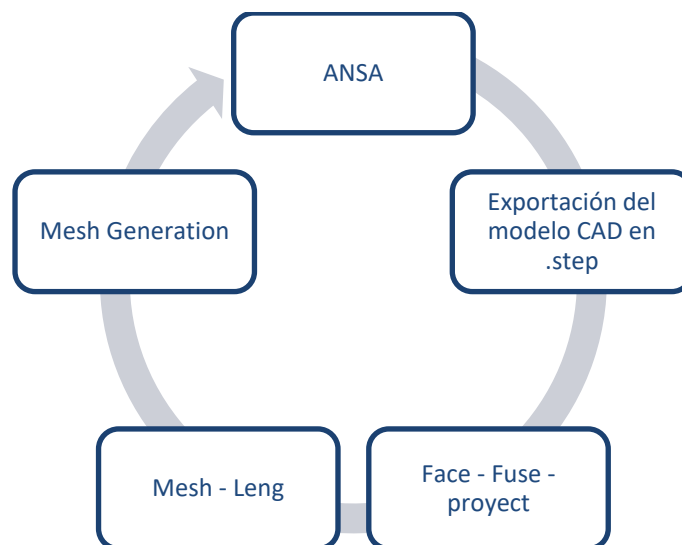 ANSA
Exportación del
modelo CAD en
.step
Face - Fuse -
proyect
Mesh - Leng
Mesh Generation